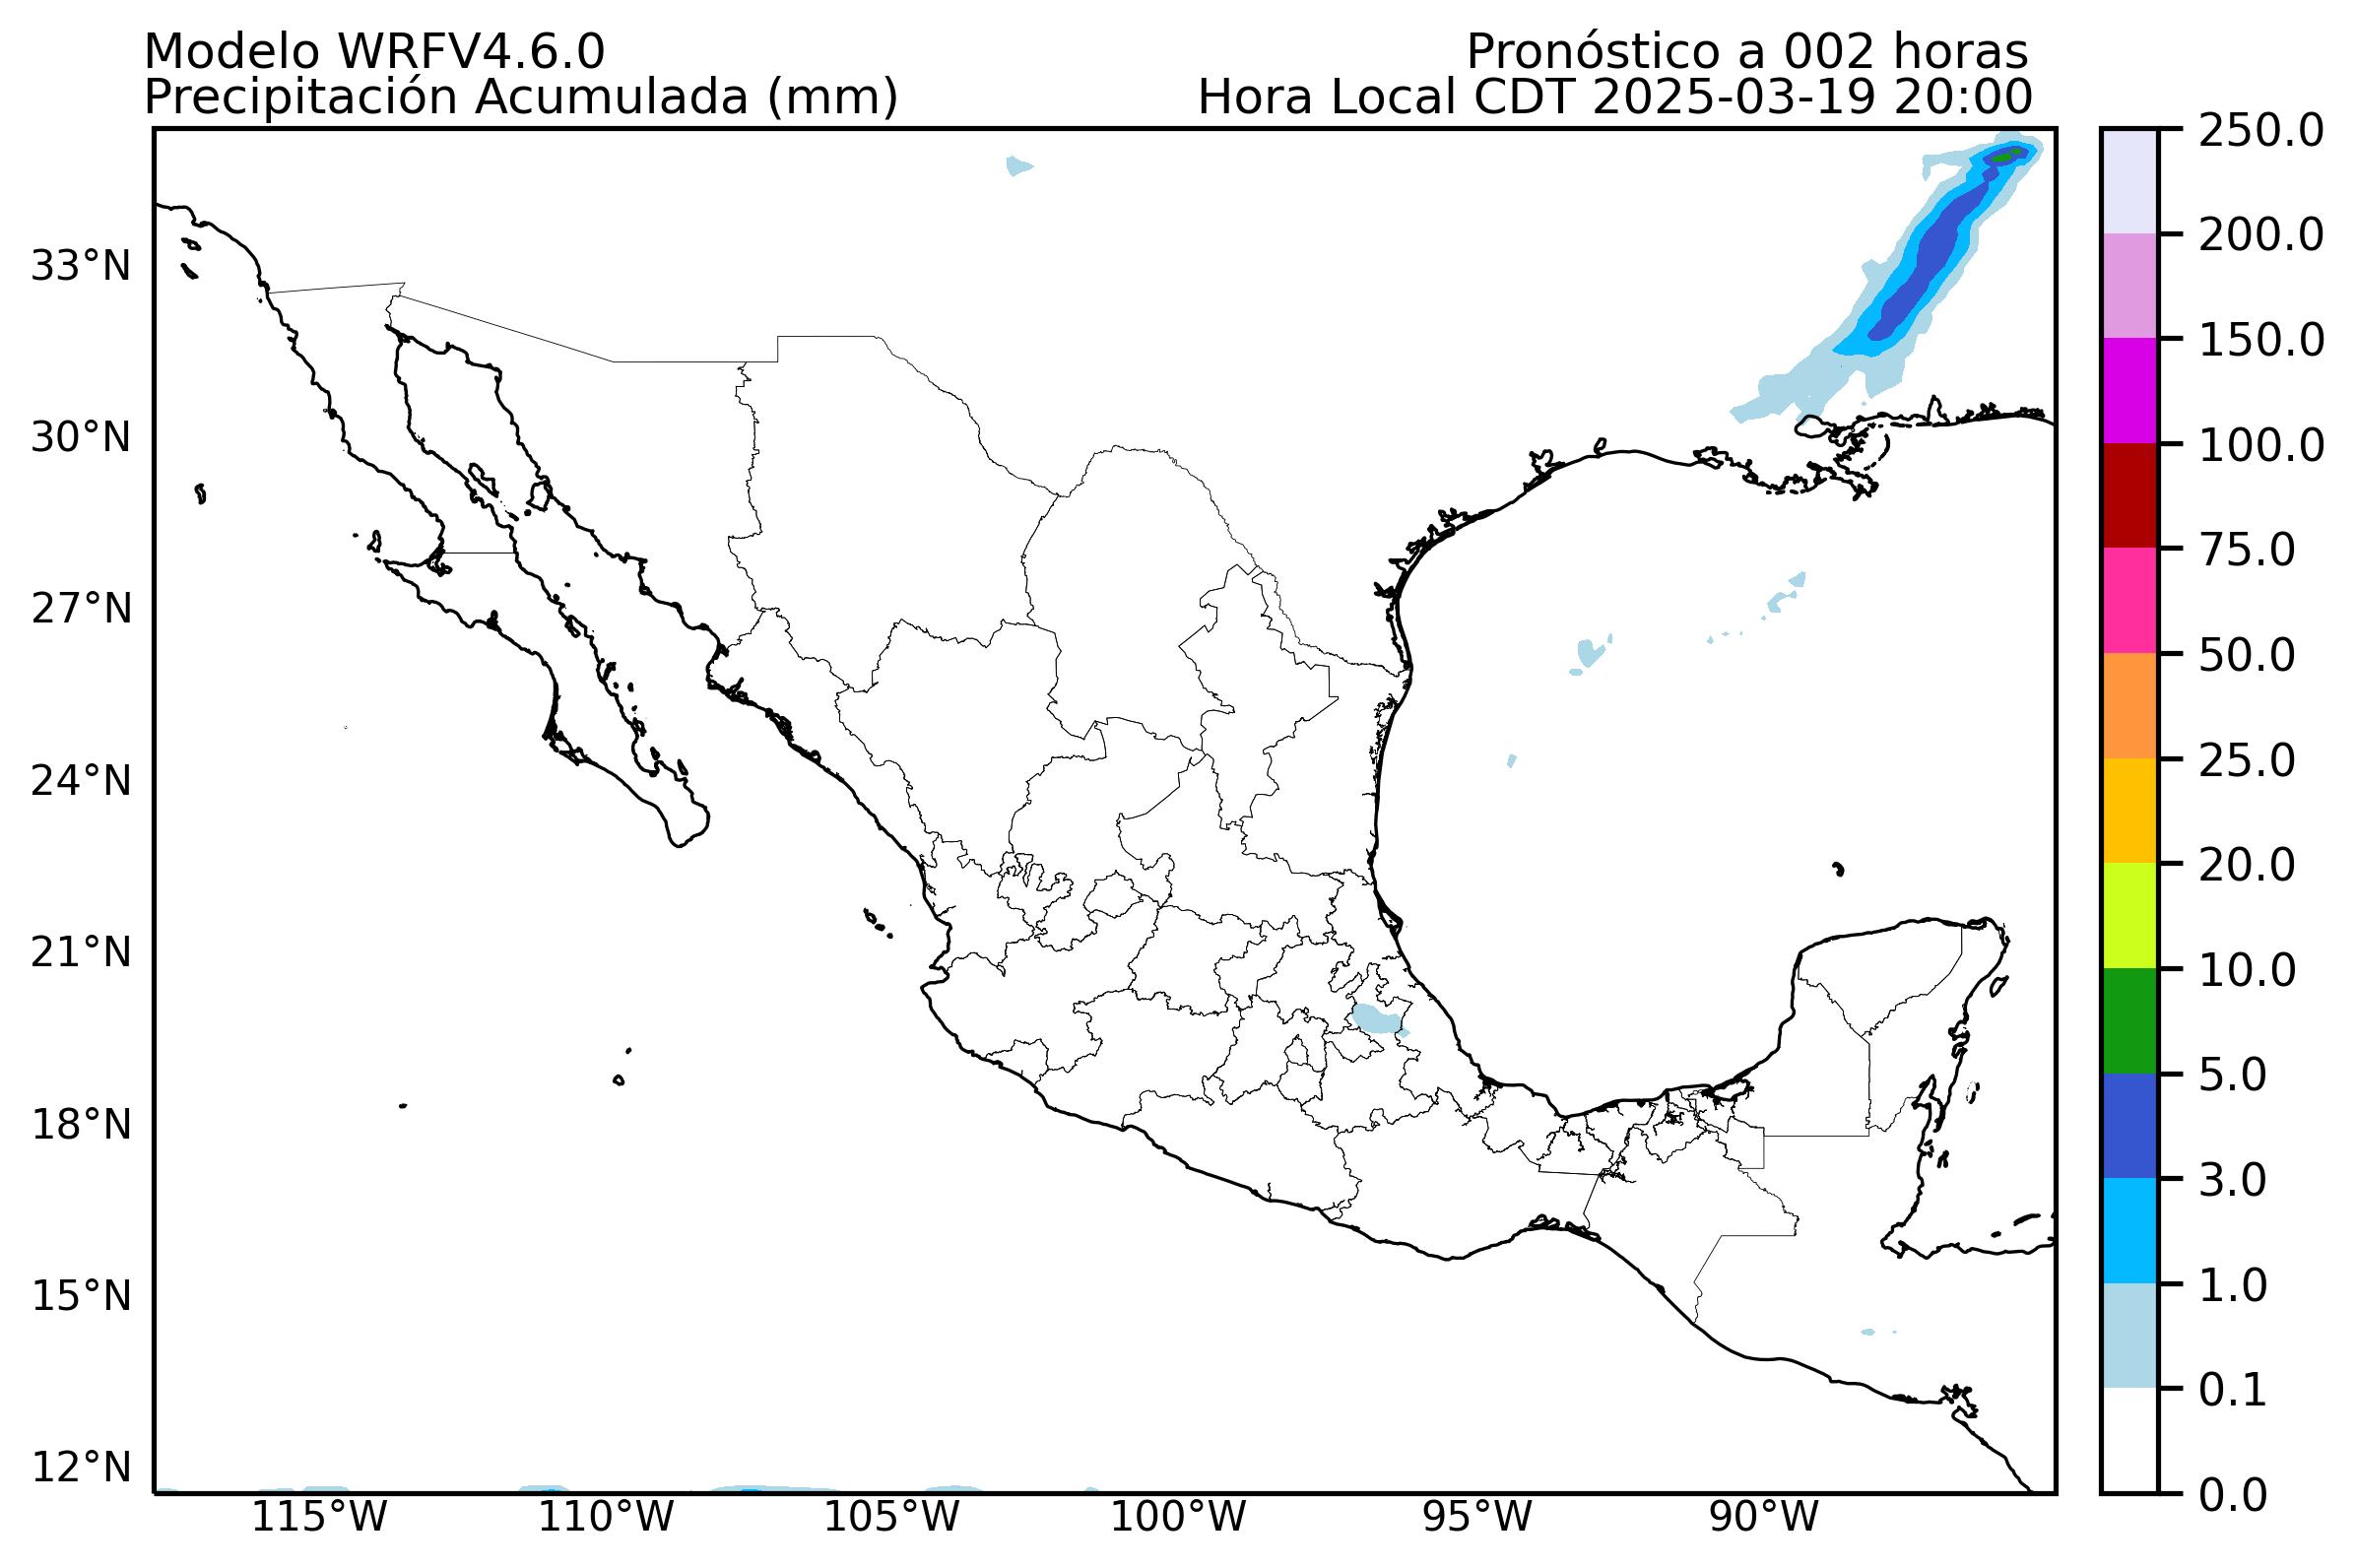 Modelo WRFV4.6.0
Pronóstico a 002 horas
Precipitación Acumulada (mm)
Hora Local CDT 2025-03-19 20:00
33°N
30°N
27°N
24°N
21°N
18°N
15°N
12°N
115°W
110°W
105°W
100°W
95°W
90°W
250.0
200.0
150.0
100.0
75.0
50.0
25.0
20.0
10.0
5.0
3.0
1.0
0.1
0.0